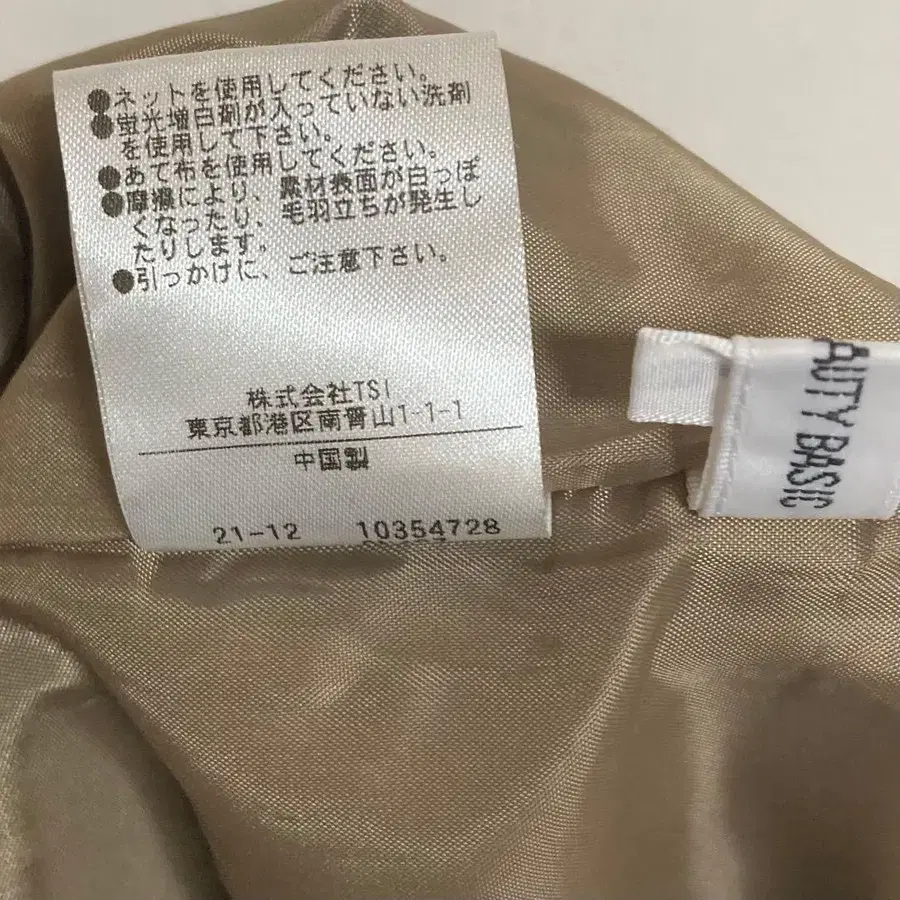 ●ネットを使用してください。
●蛍光増白剤が入っていない洗剤
を使用して下さい。
●あて布を使用してください。
●摩擦により、素材表面が白っぽ
くなったり、毛羽立ちが発生し
たりします。
●引っかけに、ご注意下さい。
株式会社TSI
東京都港区南青山1-1-1
中国製
21-12 10354728
AUTY BASIC